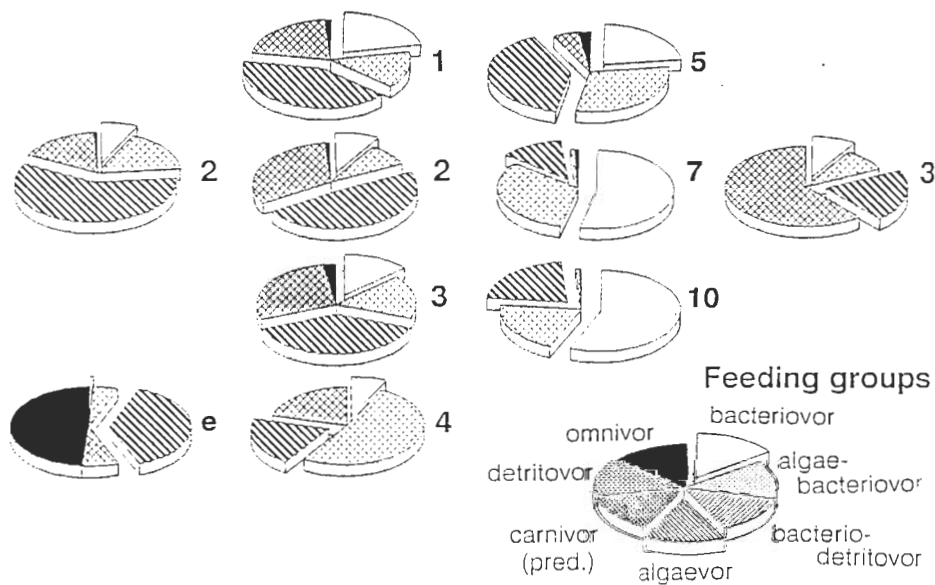 1
5
2
2
7
3
3
10
e
4
Feeding groups
bacteriovor
omnivor
algae-
bacteriovor
detritovor
carnivor
(pred.)
bacterio-
detritovor
algaevor